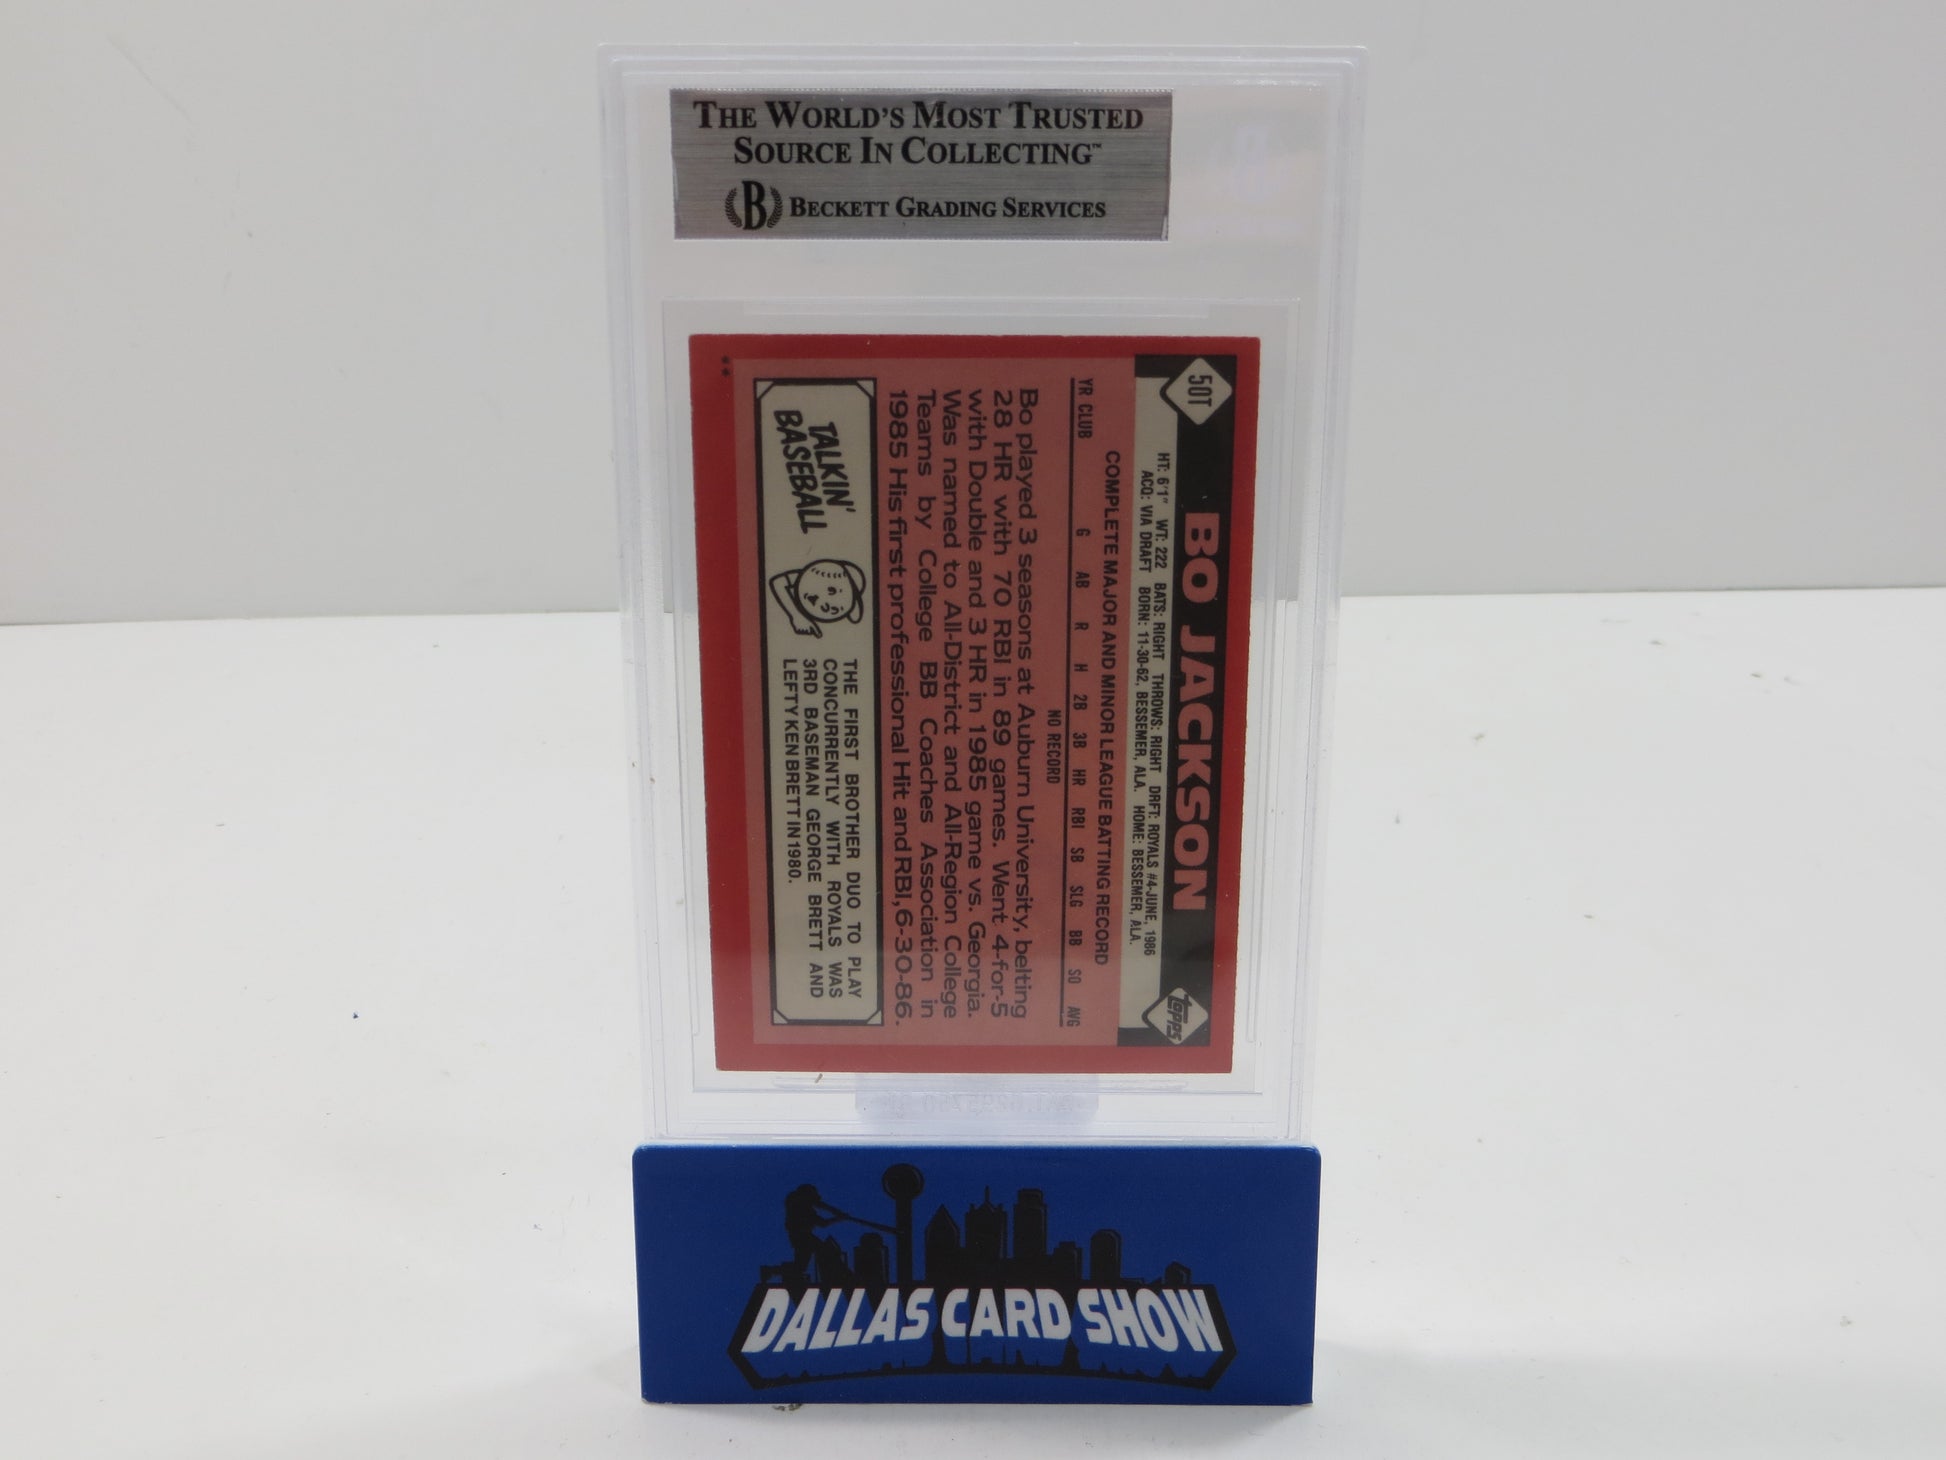 THE WORLD'S MOST TRUSTED
SOURCE IN COLLECTING™
B BECKETT GRADING SERVICES
50T
BO JACKSON
topps
HT: 6'1" WT: 222 BATS: RIGHT THROWS: RIGHT DRFT: ROYALS #4-JUNE, 1986
ACQ: VIA DRAFT BORN: 11-30-62, BESSEMER, ALA. HOME: BESSEMER, ALA.
COMPLETE MAJOR AND MINOR LEAGUE BATTING RECORD
YR CLUB G AB R H 2B 3B HR RBI SB SLG BB SO AVG
NO RECORD
Bo played 3 seasons at Auburn University, belting
28 HR with 70 RBI in 89 games. Went 4-for-5
with Double and 3 HR in 1985 game vs. Georgia.
Was named to All-District and All-Region College
Teams by College BB Coaches Association in
1985 His first professional Hit and RBI, 6-30-86.
TALKIN'
BASEBALL
THE FIRST BROTHER DUO TO PLAY
CONCURRENTLY WITH ROYALS WAS
3RD BASEMAN GEORGE BRETT AND
LEFTY KEN BRETT IN 1980.
**
DALLAS CARD SHOW